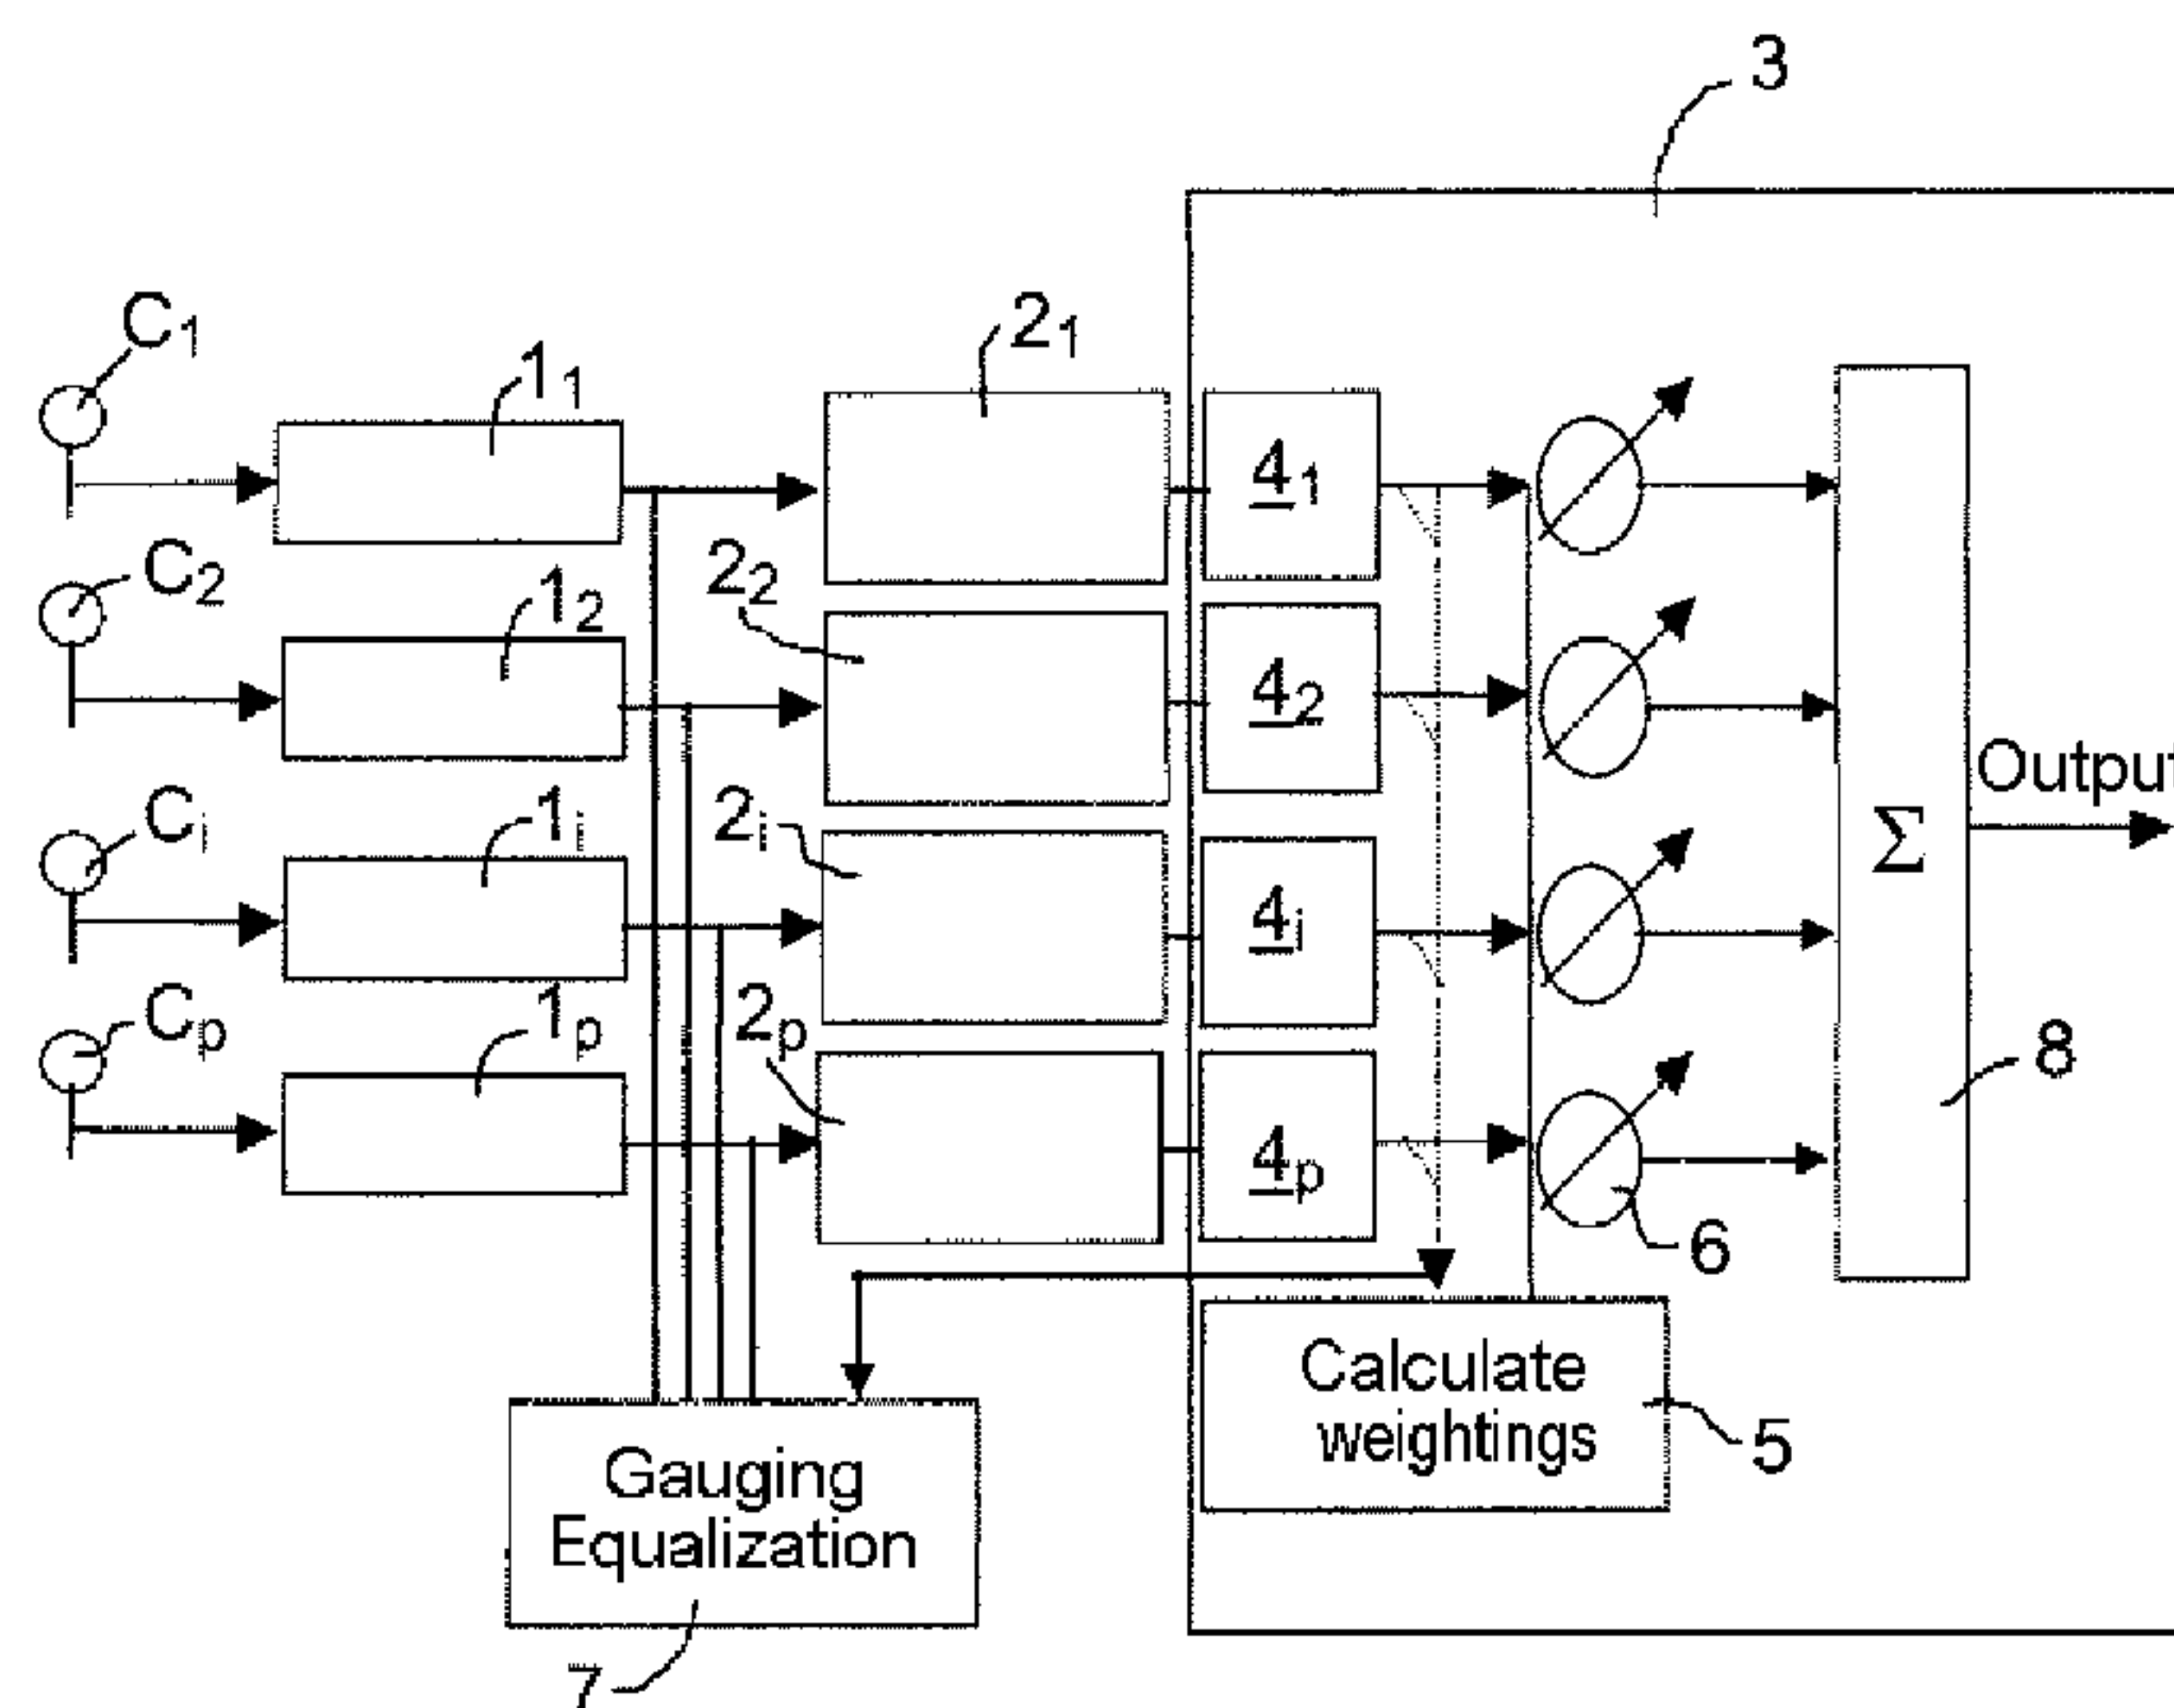 3
C1
11
21
41
C2
12
22
42
Ci
1i
2i
4i
Output
Σ
Cp
1p
2p
4p
8
6
Calculate
weightings
5
Gauging
Equalization
7